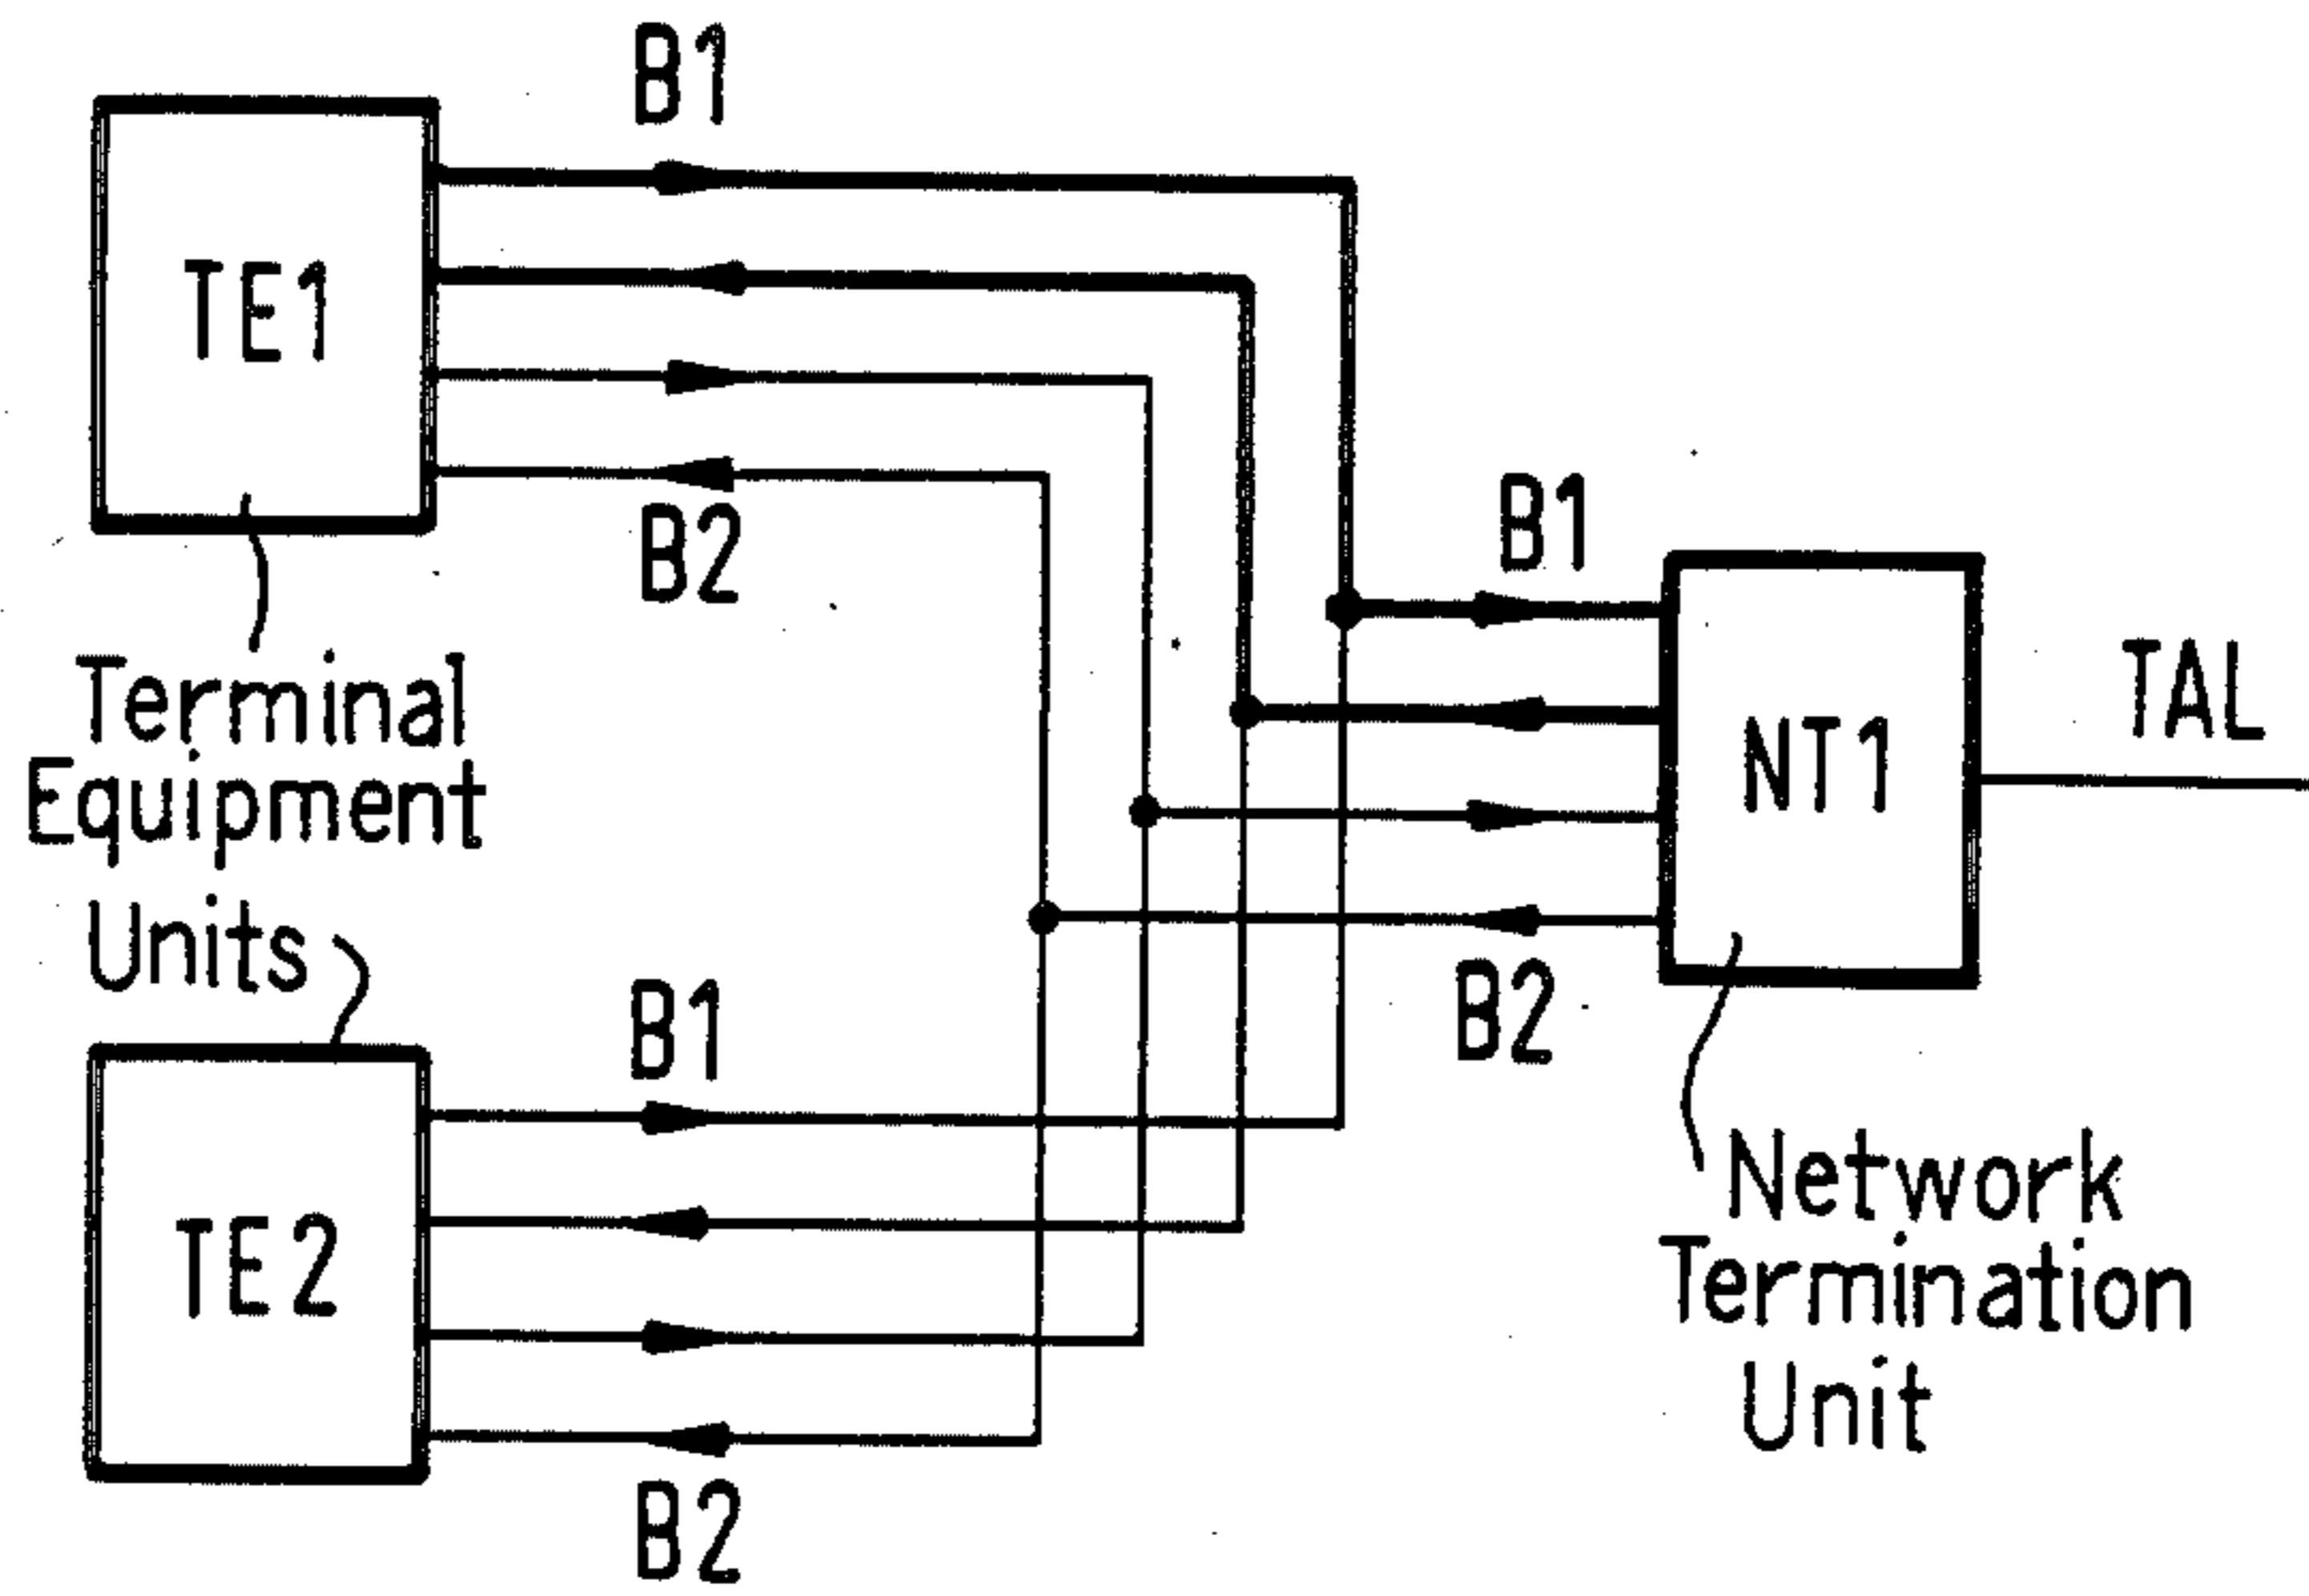 B1
TE1
B2
Terminal
Equipment
Units
B1
NT1
TAL
B2
B1
TE2
B2
Network
Termination
Unit